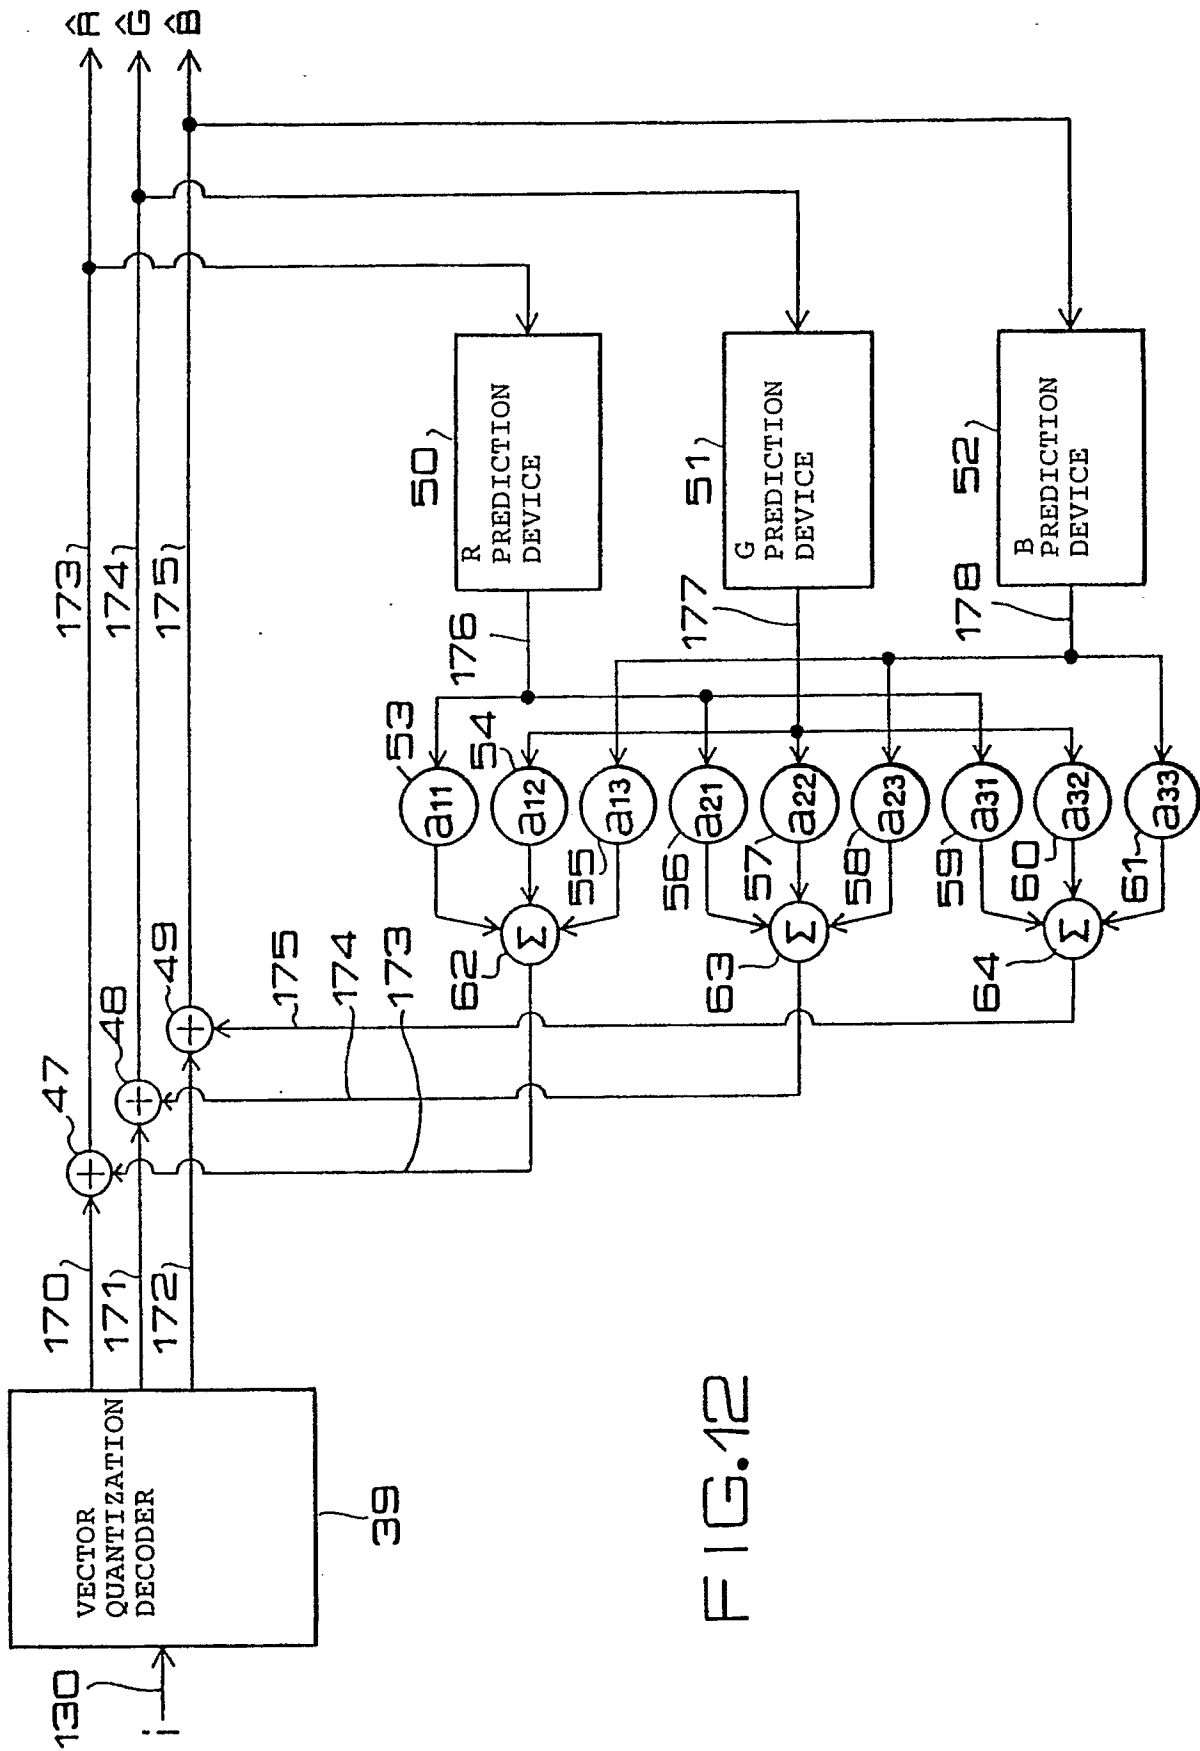 i
130
VECTOR
QUANTIZATION
DECODER
39
170
171
172
47
48
49
173
174
175
R̂
Ĝ
B̂
175
174
173
62
63
64
53
54
55
56
57
58
59
60
61
a11
a12
a13
a21
a22
a23
a31
a32
a33
Σ
Σ
Σ
176
177
178
50
R
PREDICTION
DEVICE
51
G
PREDICTION
DEVICE
52
B
PREDICTION
DEVICE
FIG.12